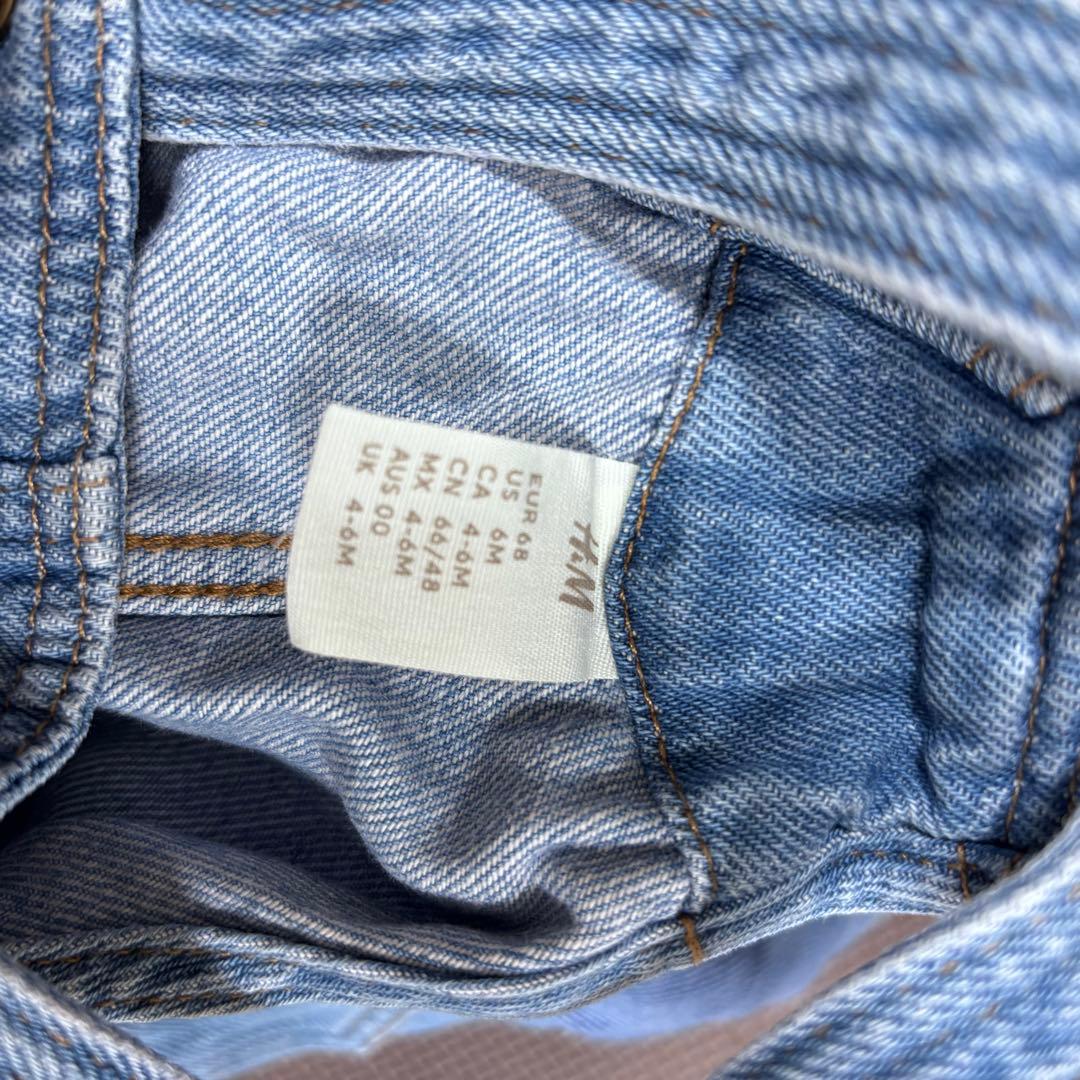 H&M
EUR 68
US 6M
CA 4-6M
CN 66/48
MX 4-6M
AUS 00
UK 4-6M